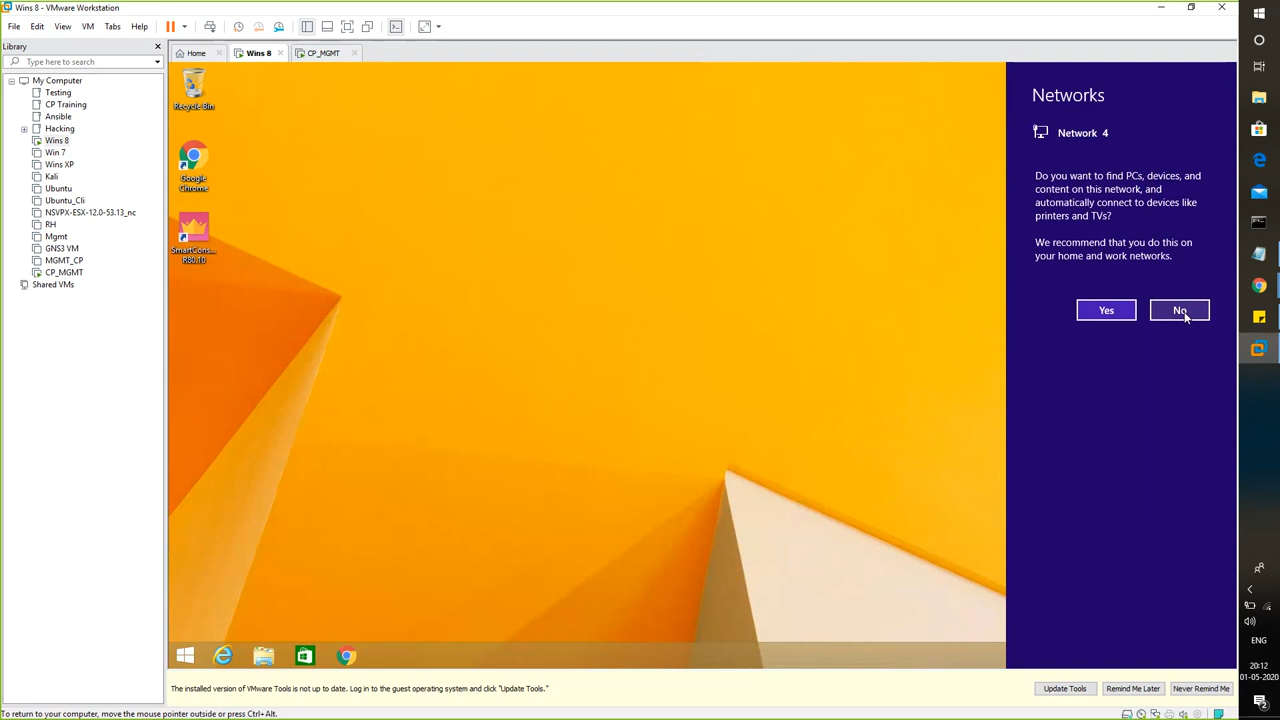 Wins 8 - VMware Workstation
File Edit View VM Tabs Help
Library
Type here to search
Home
Wins 8
CP_MGMT
My Computer
Testing
CP Training
Ansible
Hacking
Wins 8
Win 7
Wins XP
Kali
Ubuntu
Ubuntu_Cli
NSVPX-ESX-12.0-53.13_nc
RH
Mgmt
GNS3 VM
MGMT_CP
CP_MGMT
Shared VMs
Recycle Bin
Google
Chrome
SmartCons...
R80.10
Networks
Network 4
Do you want to find PCs, devices, and
content on this network, and
automatically connect to devices like
printers and TVs?
We recommend that you do this on
your home and work networks.
Yes
No
The installed version of VMware Tools is not up to date. Log in to the guest operating system and click "Update Tools."
Update Tools
Remind Me Later
Never Remind Me
To return to your computer, move the mouse pointer outside or press Ctrl+Alt.
ENG
20:12
01-05-2020
2